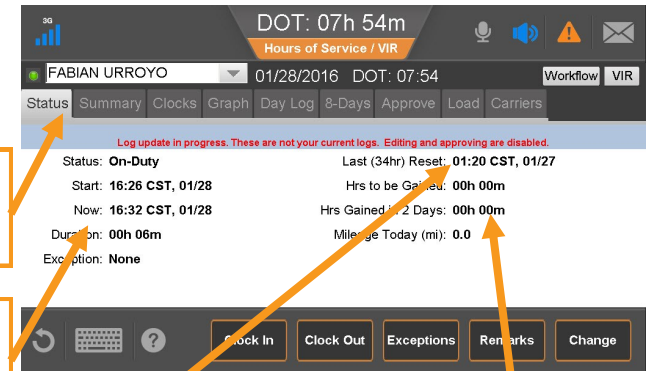 3G
DOT: 07h 54m
Hours of Service / VIR
FABIAN URROYO 01/28/2016 DOT: 07:54 Workflow VIR
Status Summary Clocks Graph Day Log 8-Days Approve Load Carriers
Log update in progress. These are not your current logs. Editing and approving are disabled.
Status: On-Duty Last (34hr) Reset: 01:20 CST, 01/27
Start: 16:26 CST, 01/28 Hrs to be Gained: 00h 00m
Now: 16:32 CST, 01/28 Hrs Gained in 2 Days: 00h 00m
Duration: 00h 06m Mileage Today (mi): 0.0
Exception: None
Clock In Clock Out Exceptions Remarks Change